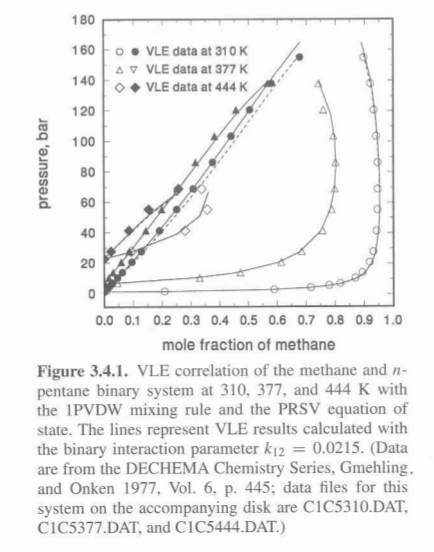 180
160
140
120
100
80
60
40
20
0
pressure, bar
○ ● VLE data at 310 K
△ ▽ VLE data at 377 K
◇ ◆ VLE data at 444 K
0.0 0.1 0.2 0.3 0.4 0.5 0.6 0.7 0.8 0.9 1.0
mole fraction of methane
Figure 3.4.1. VLE correlation of the methane and n-
pentane binary system at 310, 377, and 444 K with
the 1PVDW mixing rule and the PRSV equation of
state. The lines represent VLE results calculated with
the binary interaction parameter k12 = 0.0215. (Data
are from the DECHEMA Chemistry Series, Gmehling,
and Onken 1977, Vol. 6, p. 445; data files for this
system on the accompanying disk are C1C5310.DAT,
C1C5377.DAT, and C1C5444.DAT.)